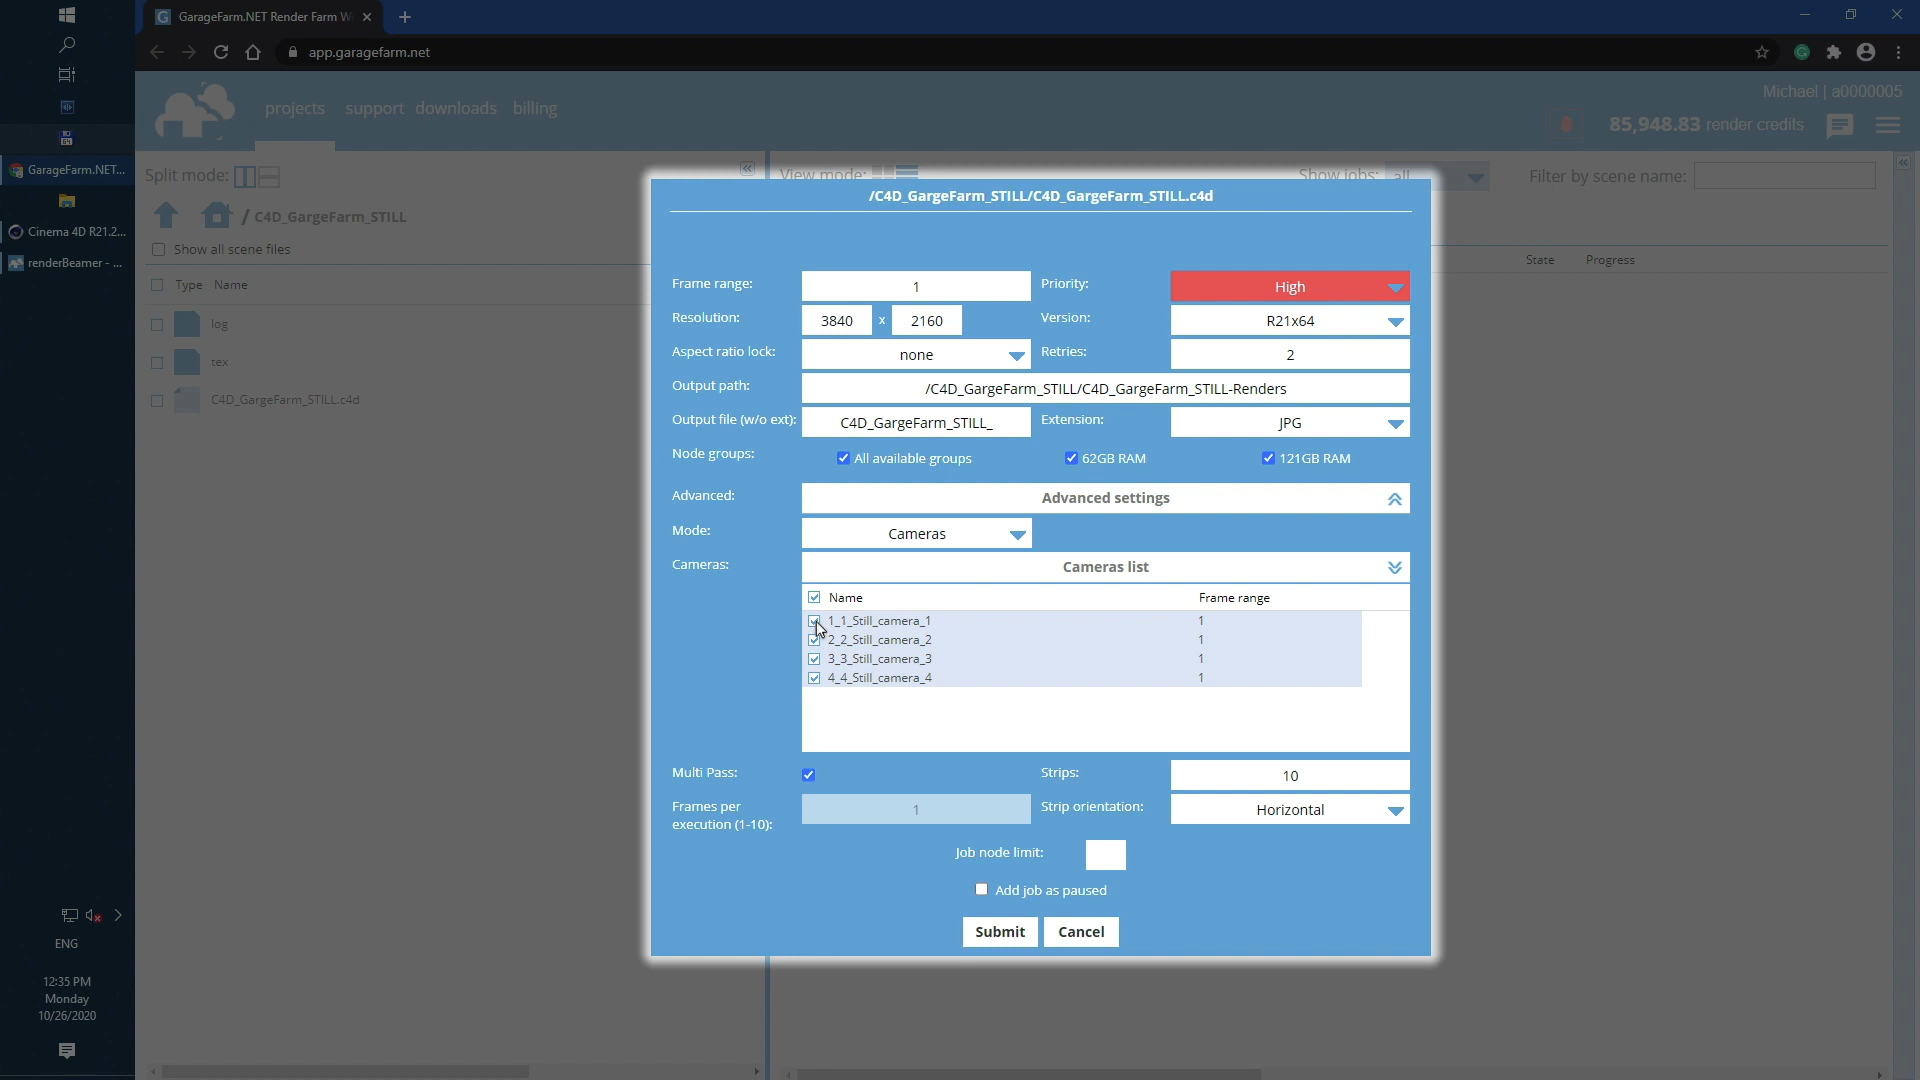 GarageFarm.NET Render Farm W
app.garagefarm.net
projects support downloads billing
Michael | a0000005
85,948.83 render credits
GarageFarm.NET...
Cinema 4D R21.2...
renderBeamer - ...
Split mode:
View mode:
Show jobs: all
Filter by scene name:
/ C4D_GargeFarm_STILL
Show all scene files
Type Name
State Progress
log
tex
C4D_GargeFarm_STILL.c4d
/C4D_GargeFarm_STILL/C4D_GargeFarm_STILL.c4d
Frame range: 1 Priority: High
Resolution: 3840 x 2160 Version: R21x64
Aspect ratio lock: none Retries: 2
Output path: /C4D_GargeFarm_STILL/C4D_GargeFarm_STILL-Renders
Output file (w/o ext): C4D_GargeFarm_STILL_ Extension: JPG
Node groups: All available groups 62GB RAM 121GB RAM
Advanced: Advanced settings
Mode: Cameras
Cameras: Cameras list
Name Frame range
1_1_Still_camera_1 1
2_2_Still_camera_2 1
3_3_Still_camera_3 1
4_4_Still_camera_4 1
Multi Pass: Strips: 10
Frames per
execution (1-10): 1 Strip orientation: Horizontal
Job node limit:
Add job as paused
Submit Cancel
ENG
12:35 PM
Monday
10/26/2020